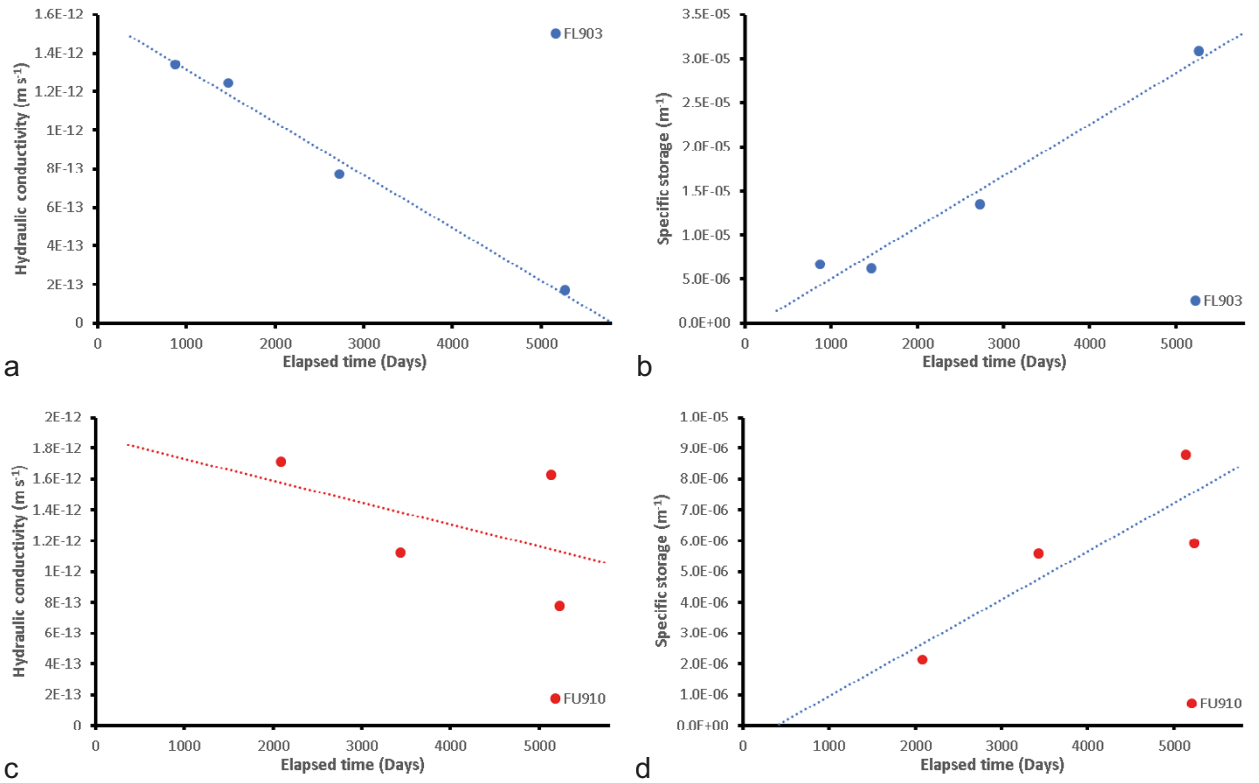 Hydraulic conductivity (m s⁻¹)
1.6E-12
1.4E-12
1.2E-12
1E-12
8E-13
6E-13
4E-13
2E-13
0
0 1000 2000 3000 4000 5000
Elapsed time (Days)
FL903
a
Specific storage (m⁻¹)
3.5E-05
3.0E-05
2.5E-05
2.0E-05
1.5E-05
1.0E-05
5.0E-06
0.0E+00
0 1000 2000 3000 4000 5000
Elapsed time (Days)
FL903
b
Hydraulic conductivity (m s⁻¹)
2E-12
1.8E-12
1.6E-12
1.4E-12
1.2E-12
1E-12
8E-13
6E-13
4E-13
2E-13
0
0 1000 2000 3000 4000 5000
Elapsed time (Days)
FU910
c
Specific storage (m⁻¹)
1.0E-05
9.0E-06
8.0E-06
7.0E-06
6.0E-06
5.0E-06
4.0E-06
3.0E-06
2.0E-06
1.0E-06
0.0E+00
0 1000 2000 3000 4000 5000
Elapsed time (Days)
FU910
d